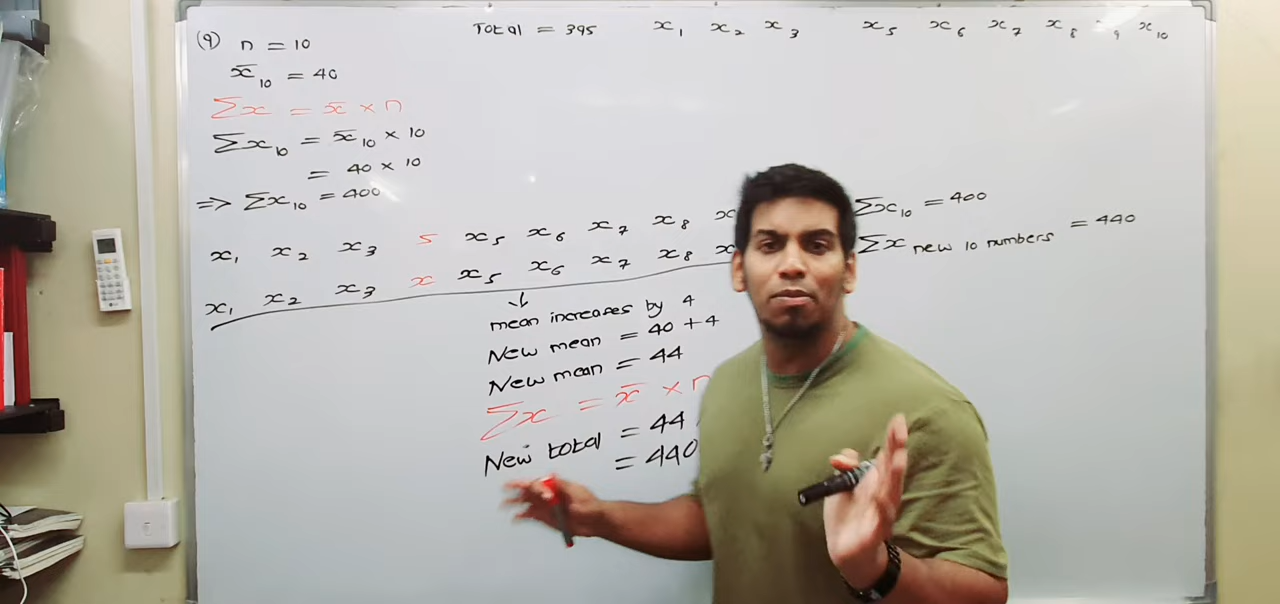 (9) n = 10
x̄₁₀ = 40
Σx = x̄ × n
Σx₁₀ = x̄₁₀ × 10
= 40 × 10
⇒ Σx₁₀ = 400
Total = 395 x₁ x₂ x₃ x₅ x₆ x₇ x₈ ₉ x₁₀
x₁ x₂ x₃ 5 x₅ x₆ x₇ x₈ x
x₁ x₂ x₃ x x₅ x₆ x₇ x₈ x
mean increases by 4
New mean = 40 + 4
New mean = 44
Σx = x̄ × n
New total = 44
= 440
Σx₁₀ = 400
Σx new 10 numbers = 440